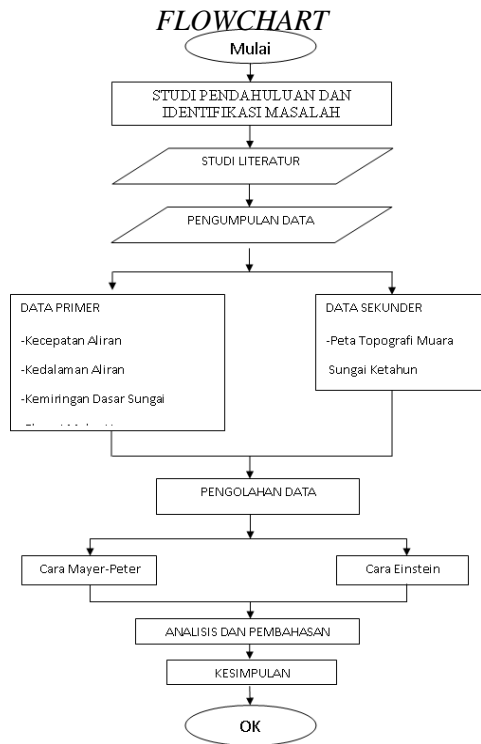 FLOWCHART
Mulai
STUDI PENDAHULUAN DAN
IDENTIFIKASI MASALAH
STUDI LITERATUR
PENGUMPULAN DATA
DATA PRIMER
-Kecepatan Aliran
-Kedalaman Aliran
-Kemiringan Dasar Sungai
DATA SEKUNDER
-Peta Topografi Muara
Sungai Ketahun
PENGOLAHAN DATA
Cara Mayer-Peter
Cara Einstein
ANALISIS DAN PEMBAHASAN
KESIMPULAN
OK